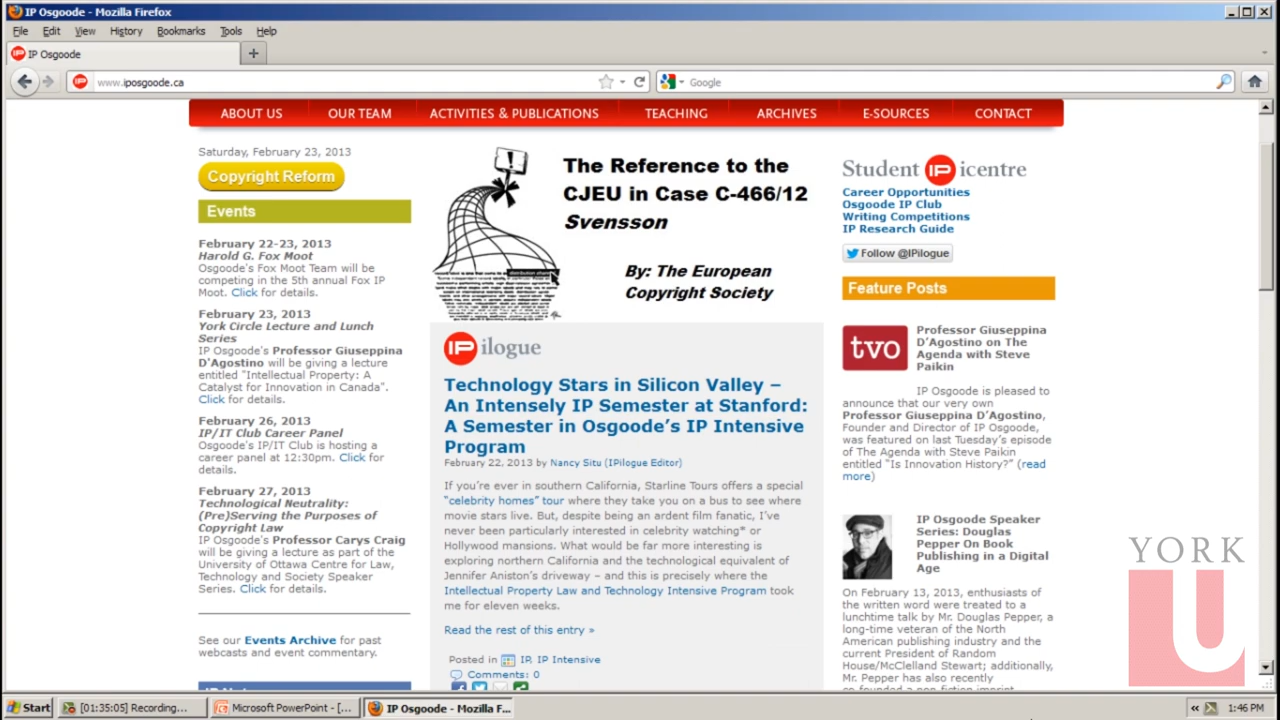 IP Osgoode - Mozilla Firefox
File Edit View History Bookmarks Tools Help
IP Osgoode
www.iposgoode.ca
Google
ABOUT US OUR TEAM ACTIVITIES & PUBLICATIONS TEACHING ARCHIVES E-SOURCES CONTACT
Saturday, February 23, 2013
Copyright Reform
Events
February 22-23, 2013
Harold G. Fox Moot
Osgoode's Fox Moot Team will be
competing in the 5th annual Fox IP
Moot. Click for details.
February 23, 2013
York Circle Lecture and Lunch
Series
IP Osgoode's Professor Giuseppina
D'Agostino will be giving a lecture
entitled "Intellectual Property: A
Catalyst for Innovation in Canada".
Click for details.
February 26, 2013
IP/IT Club Career Panel
Osgoode's IP/IT Club is hosting a
career panel at 12:30pm. Click for
details.
February 27, 2013
Technological Neutrality:
(Pre)Serving the Purposes of
Copyright Law
IP Osgoode's Professor Carys Craig
will be giving a lecture as part of the
University of Ottawa Centre for Law,
Technology and Society Speaker
Series. Click for details.
See our Events Archive for past
webcasts and event commentary.
The Reference to the
CJEU in Case C-466/12
Svensson
By: The European
Copyright Society
IP ilogue
Technology Stars in Silicon Valley –
An Intensely IP Semester at Stanford:
A Semester in Osgoode's IP Intensive
Program
February 22, 2013 by Nancy Situ (IPilogue Editor)
If you're ever in southern California, Starline Tours offers a special
"celebrity homes" tour where they take you on a bus to see where
movie stars live. But, despite being an ardent film fanatic, I've
never been particularly interested in celebrity watching* or
Hollywood mansions. What would be far more interesting is
exploring northern California and the technological equivalent of
Jennifer Aniston's driveway – and this is precisely where the
Intellectual Property Law and Technology Intensive Program took
me for eleven weeks.
Read the rest of this entry »
Posted in IP, IP Intensive
Comments: 0
Student IP icentre
Career Opportunities
Osgoode IP Club
Writing Competitions
IP Research Guide
Follow @IPilogue
Feature Posts
tvo
Professor Giuseppina
D'Agostino on The
Agenda with Steve
Paikin
IP Osgoode is pleased to
announce that our very own
Professor Giuseppina D'Agostino,
Founder and Director of IP Osgoode,
was featured on last Tuesday's episode
of The Agenda with Steve Paikin
entitled "Is Innovation History?" (read
more)
IP Osgoode Speaker
Series: Douglas
Pepper On Book
Publishing in a Digital
Age
On February 13, 2013, enthusiasts of
the written word were treated to a
lunchtime talk by Mr. Douglas Pepper, a
long-time veteran of the North
American publishing industry and the
current President of Random
House/McClelland Stewart; additionally,
Mr. Pepper has also recently
YORK
U
Start [01:35:05] Recording... Microsoft PowerPoint - [... IP Osgoode - Mozilla F... « 1:46 PM